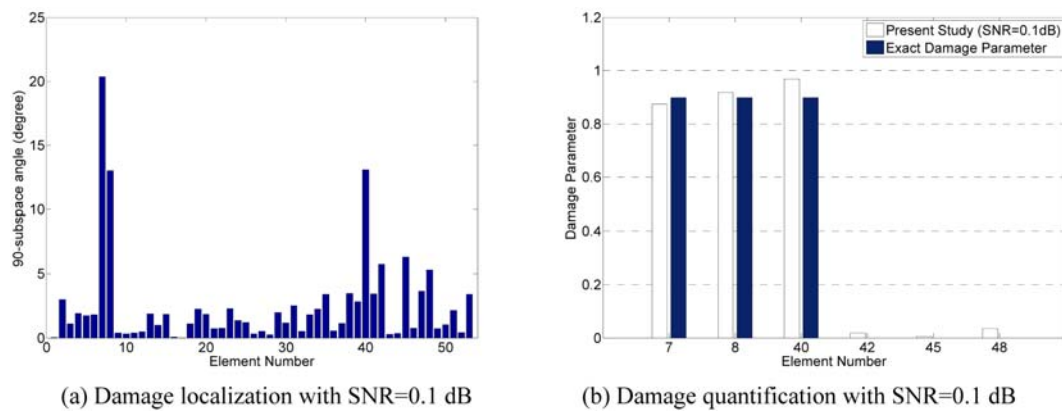 25
20
15
10
5
0
90-subspace angle (degree)
0 10 20 30 40 50
Element Number
(a) Damage localization with SNR=0.1 dB
1.2
1
0.8
0.6
0.4
0.2
0
Damage Parameter
Present Study (SNR=0.1dB)
Exact Damage Parameter
7 8 40 42 45 48
Element Number
(b) Damage quantification with SNR=0.1 dB